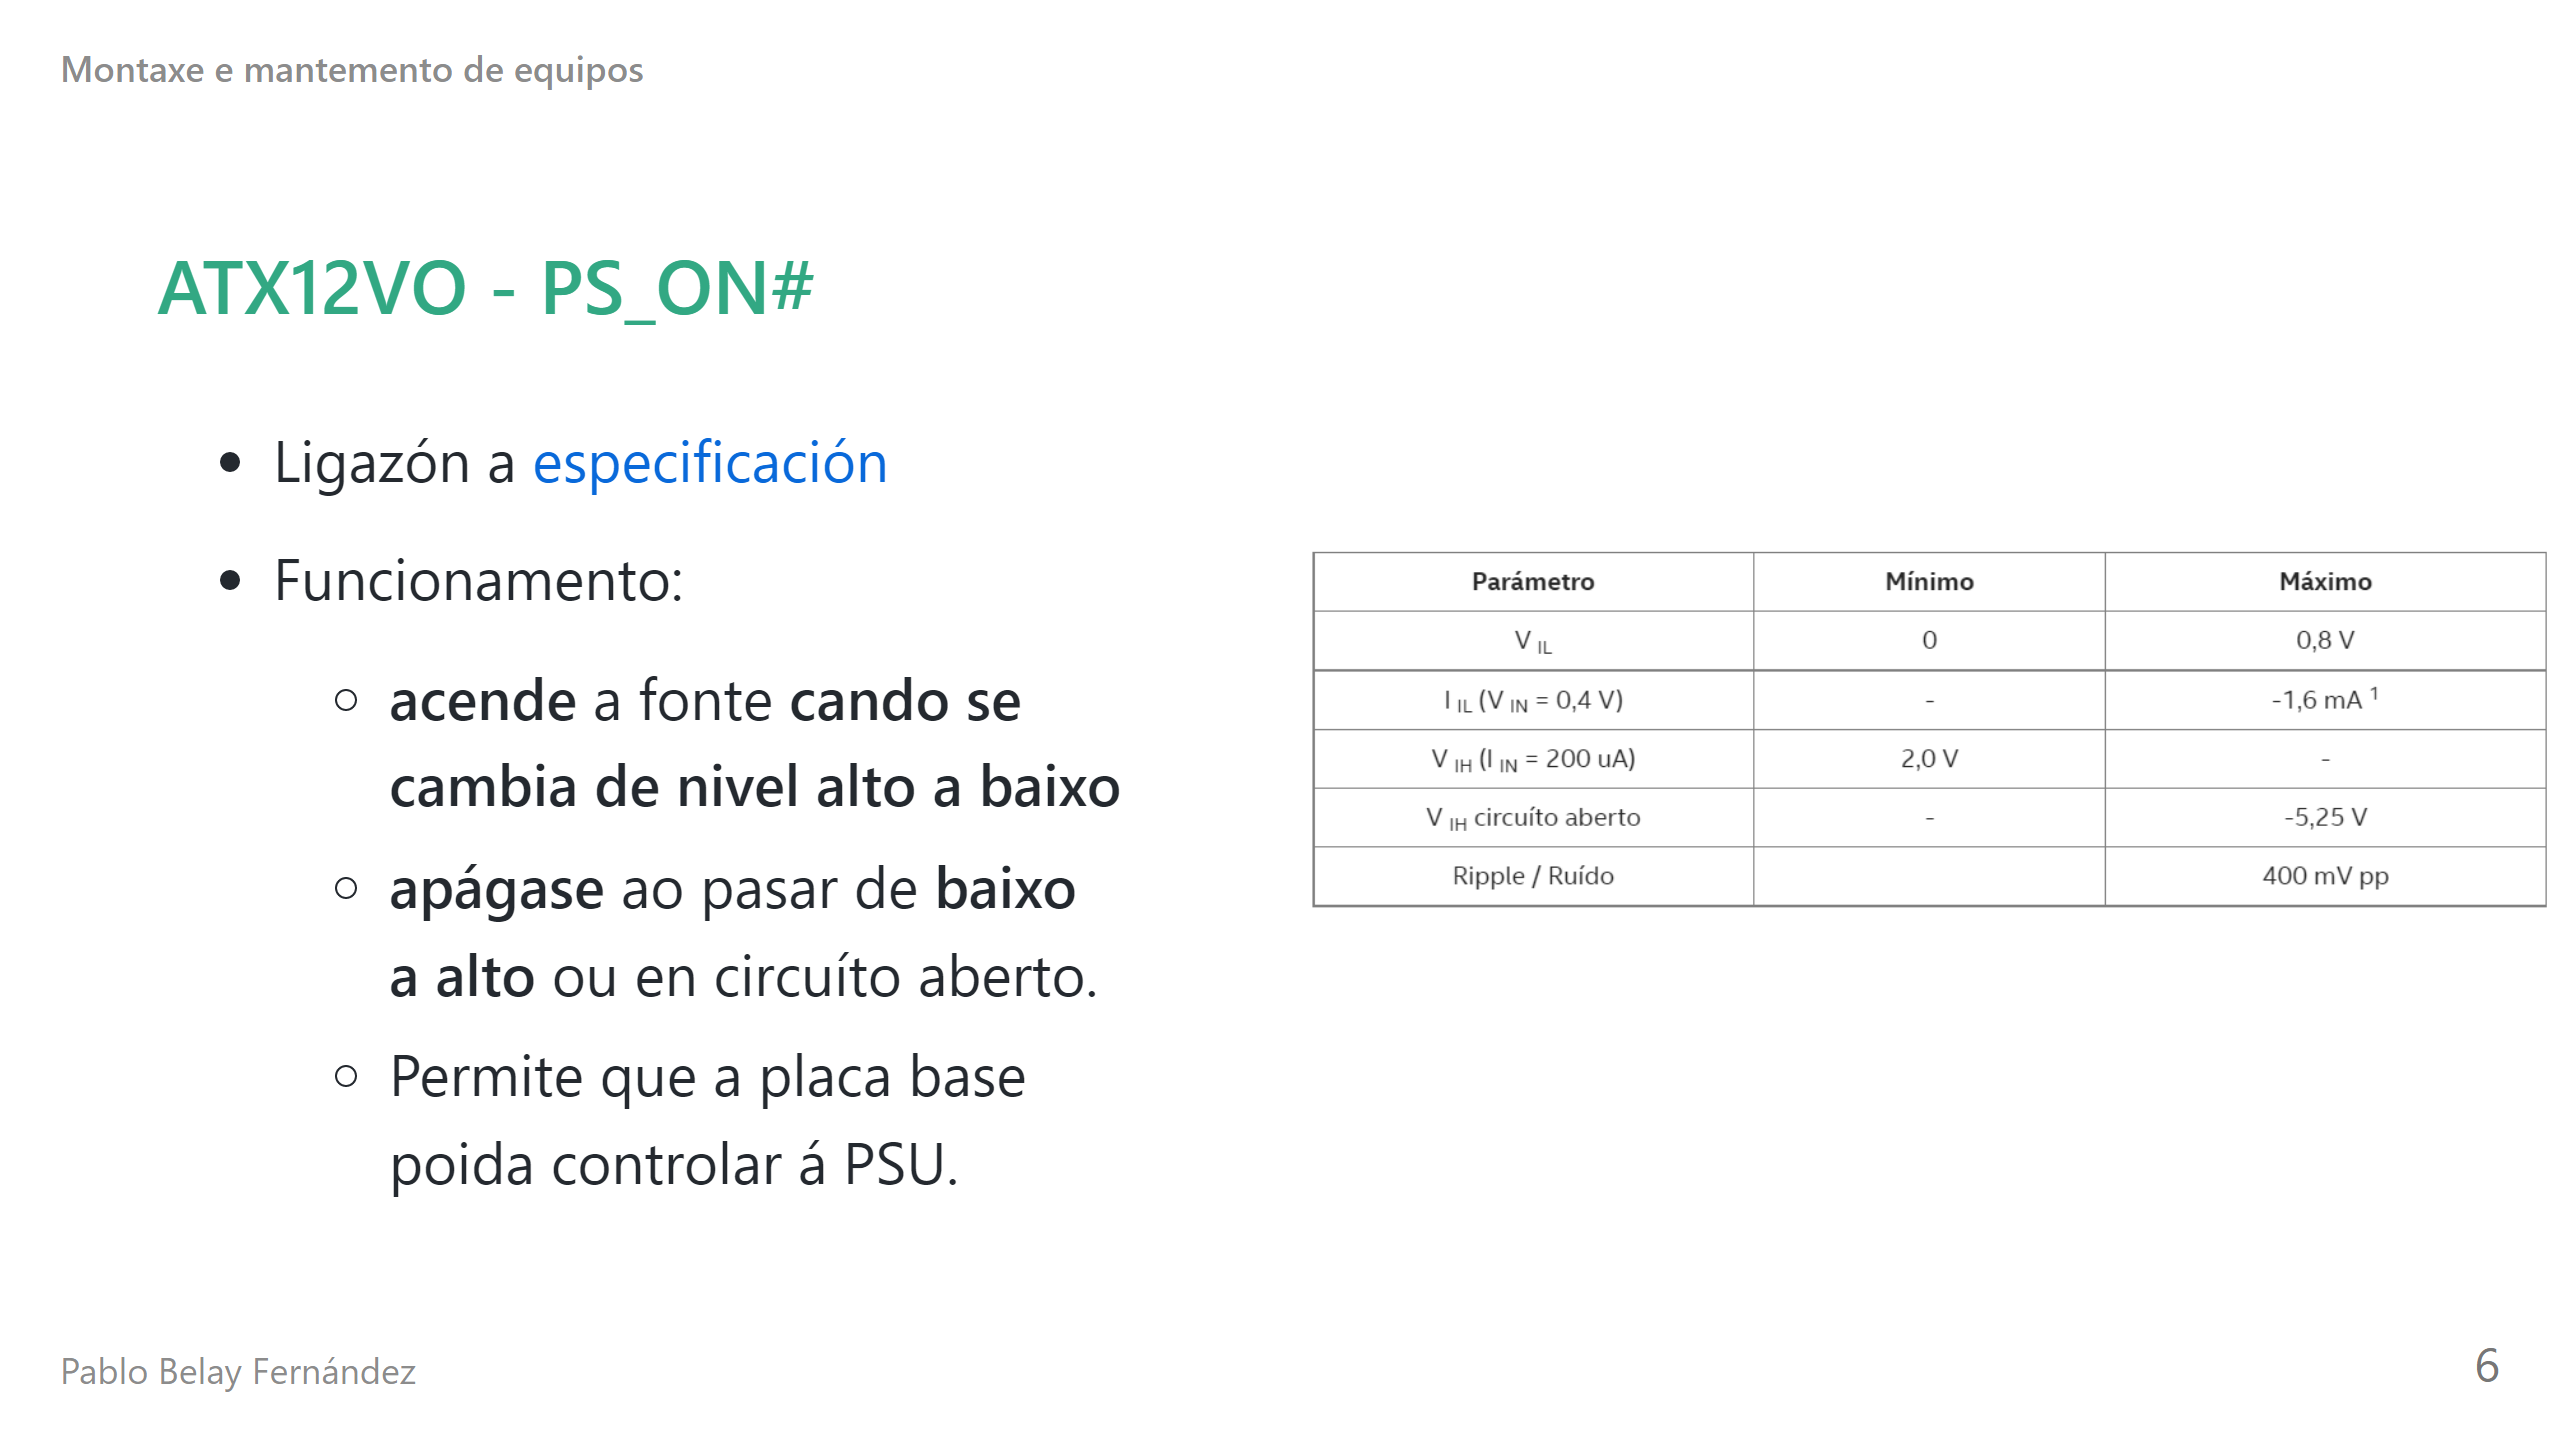 Montaxe e mantemento de equipos
ATX12VO - PS_ON#
• Ligazón a especificación
• Funcionamento:
○ acende a fonte cando se
cambia de nivel alto a baixo
○ apágase ao pasar de baixo
a alto ou en circuíto aberto.
○ Permite que a placa base
poida controlar á PSU.
Parámetro Mínimo Máximo
V IL 0 0,8 V
I IL (V IN = 0,4 V) - -1,6 mA 1
V IH (I IN = 200 uA) 2,0 V -
V IH circuíto aberto - -5,25 V
Ripple / Ruído 400 mV pp
Pablo Belay Fernández
6